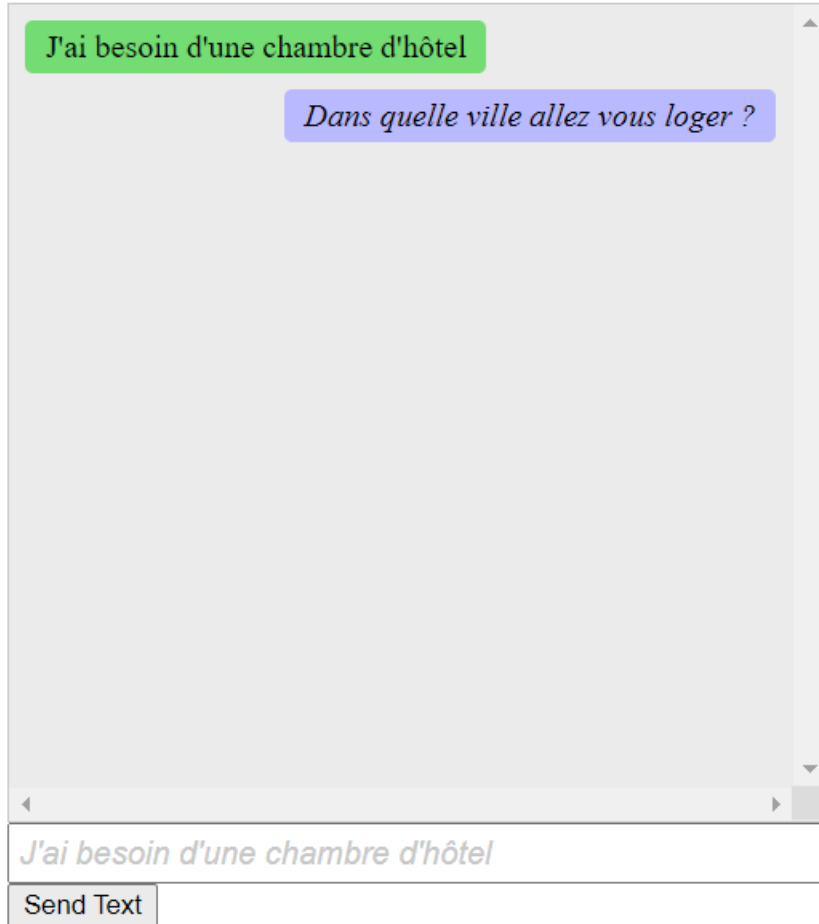 J'ai besoin d'une chambre d'hôtel
Dans quelle ville allez vous loger ?
J'ai besoin d'une chambre d'hôtel
Send Text